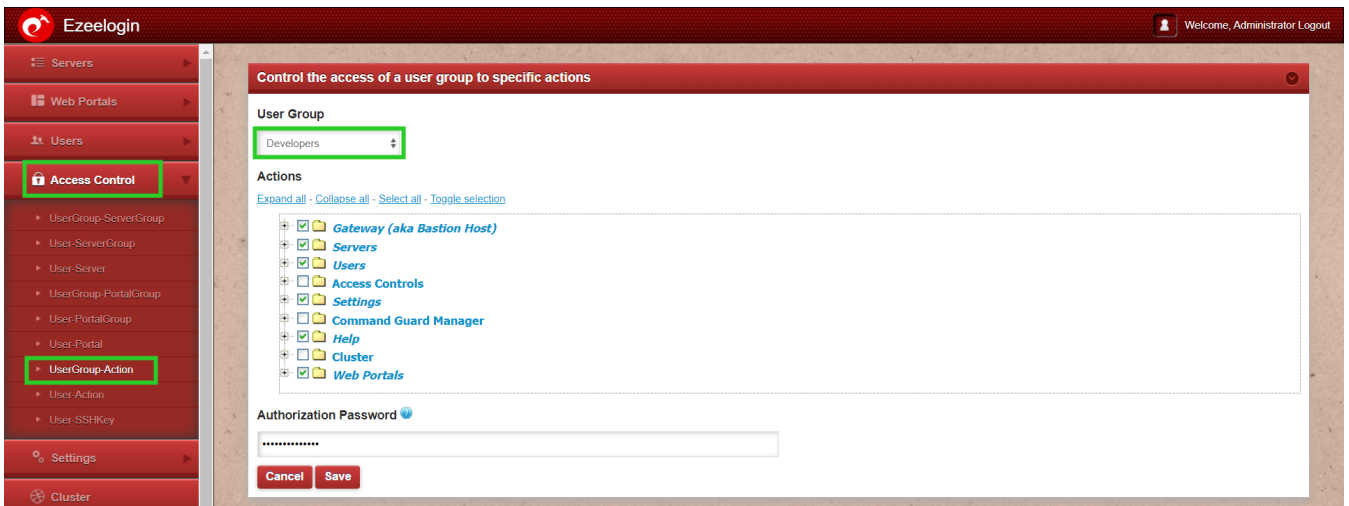 Ezeelogin
Welcome, Administrator Logout
Servers
Web Portals
Users
Access Control
UserGroup-ServerGroup
User-ServerGroup
User-Server
UserGroup-PortalGroup
User-PortalGroup
User-Portal
UserGroup-Action
User-Action
User-SSHKey
Settings
Cluster
Control the access of a user group to specific actions
User Group
Developers
Actions
Expand all - Collapse all - Select all - Toggle selection
Gateway (aka Bastion Host)
Servers
Users
Access Controls
Settings
Command Guard Manager
Help
Cluster
Web Portals
Authorization Password
Cancel Save